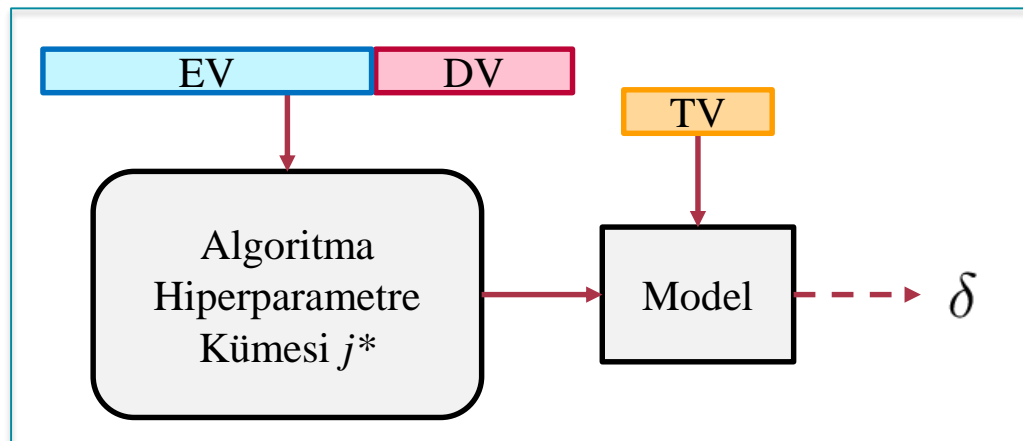 EV
DV
TV
Algoritma
Hiperparametre
Kümesi j*
Model
δ